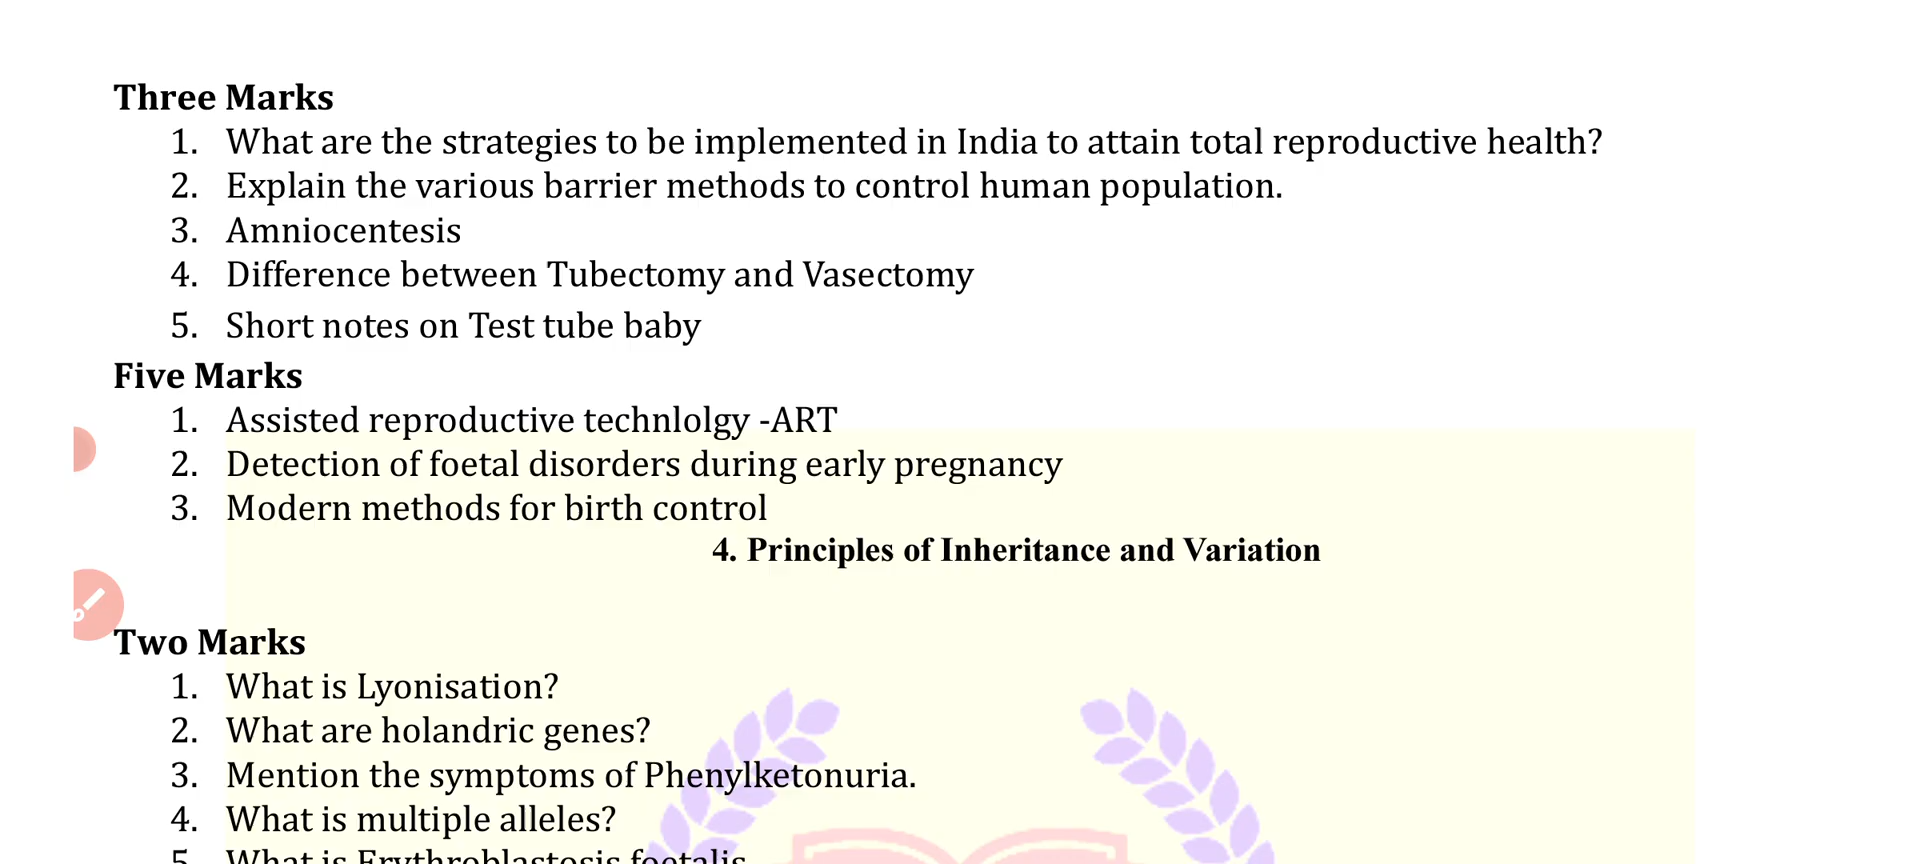 Three Marks
1. What are the strategies to be implemented in India to attain total reproductive health?
2. Explain the various barrier methods to control human population.
3. Amniocentesis
4. Difference between Tubectomy and Vasectomy
5. Short notes on Test tube baby
Five Marks
1. Assisted reproductive technlolgy -ART
2. Detection of foetal disorders during early pregnancy
3. Modern methods for birth control
4. Principles of Inheritance and Variation
Two Marks
1. What is Lyonisation?
2. What are holandric genes?
3. Mention the symptoms of Phenylketonuria.
4. What is multiple alleles?
5. What is Erythroblastosis foetalis